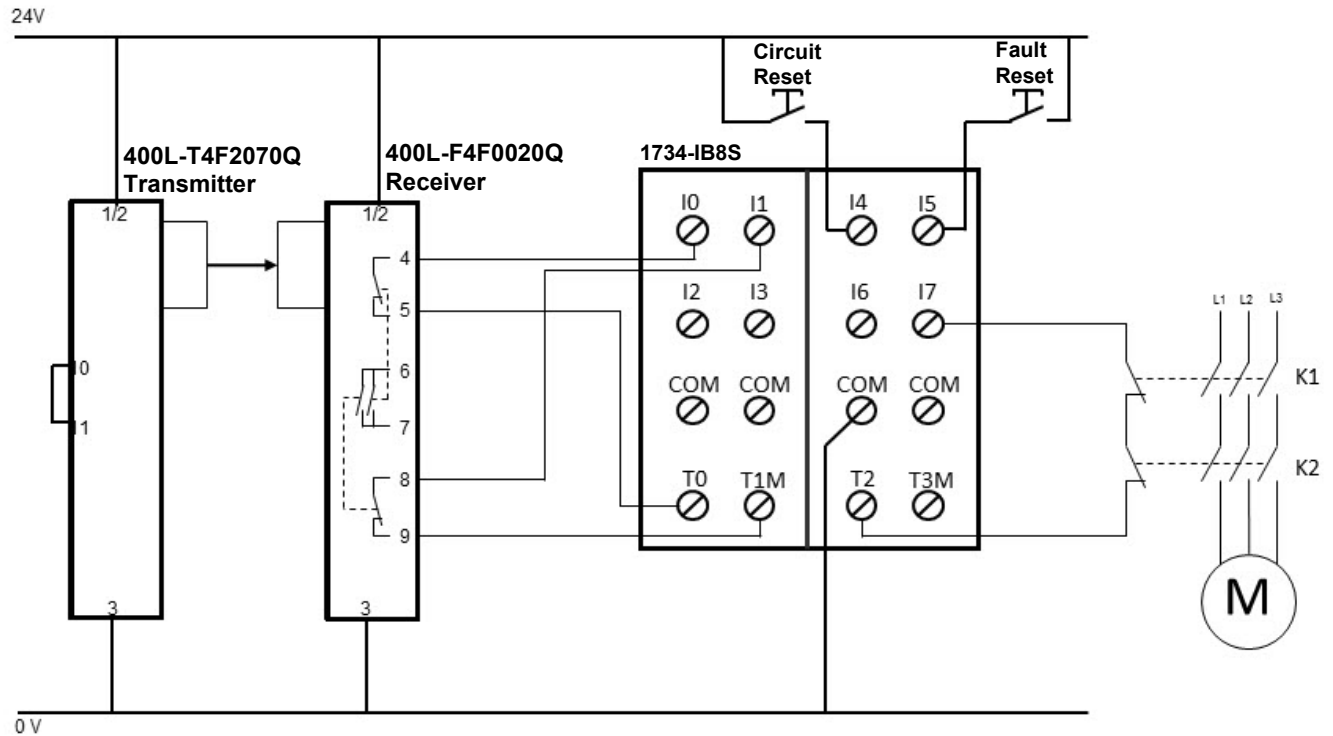 24V
Circuit
Reset
Fault
Reset
400L-T4F2070Q
Transmitter
400L-F4F0020Q
Receiver
1734-IB8S
1/2
1/2
I0
I1
I4
I5
4
5
I2
I3
I6
I7
L1
L2
L3
10
11
6
7
COM
COM
COM
COM
K1
8
9
T0
T1M
T2
T3M
K2
3
3
M
0 V